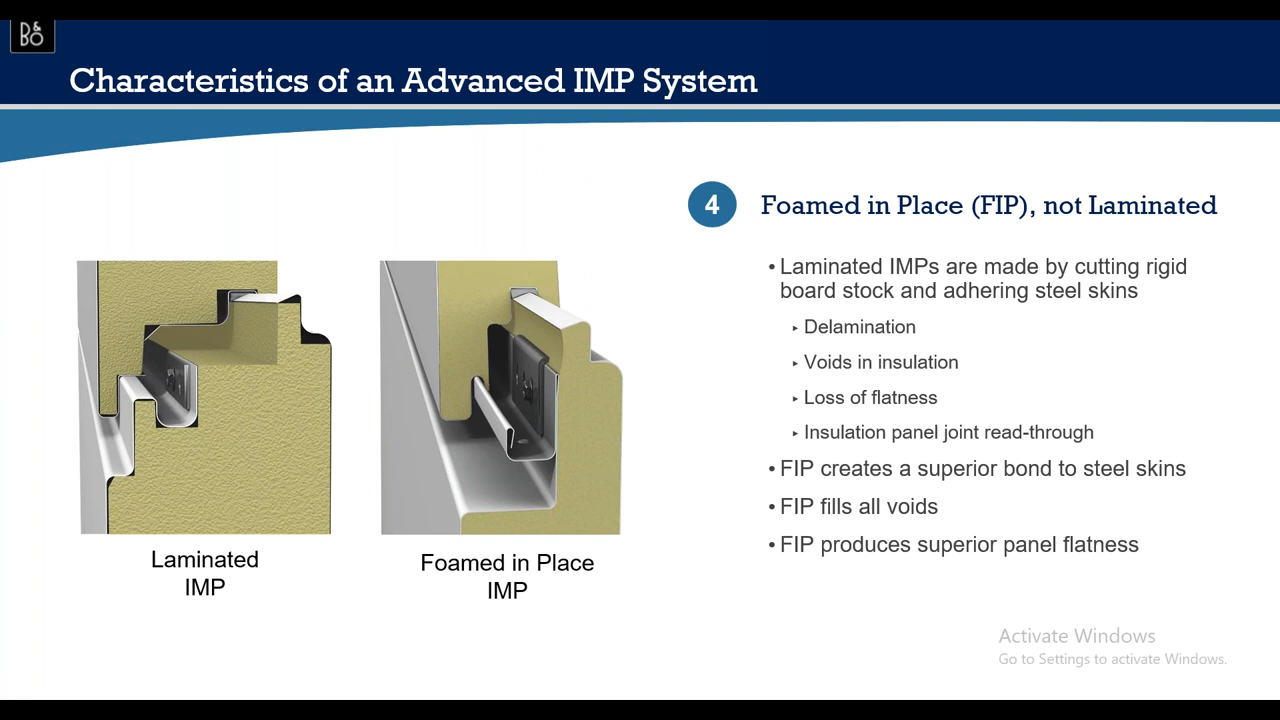 B&O
Characteristics of an Advanced IMP System
4
Foamed in Place (FIP), not Laminated
• Laminated IMPs are made by cutting rigid
board stock and adhering steel skins
▸ Delamination
▸ Voids in insulation
▸ Loss of flatness
▸ Insulation panel joint read-through
• FIP creates a superior bond to steel skins
• FIP fills all voids
• FIP produces superior panel flatness
Laminated
IMP
Foamed in Place
IMP
Activate Windows
Go to Settings to activate Windows.